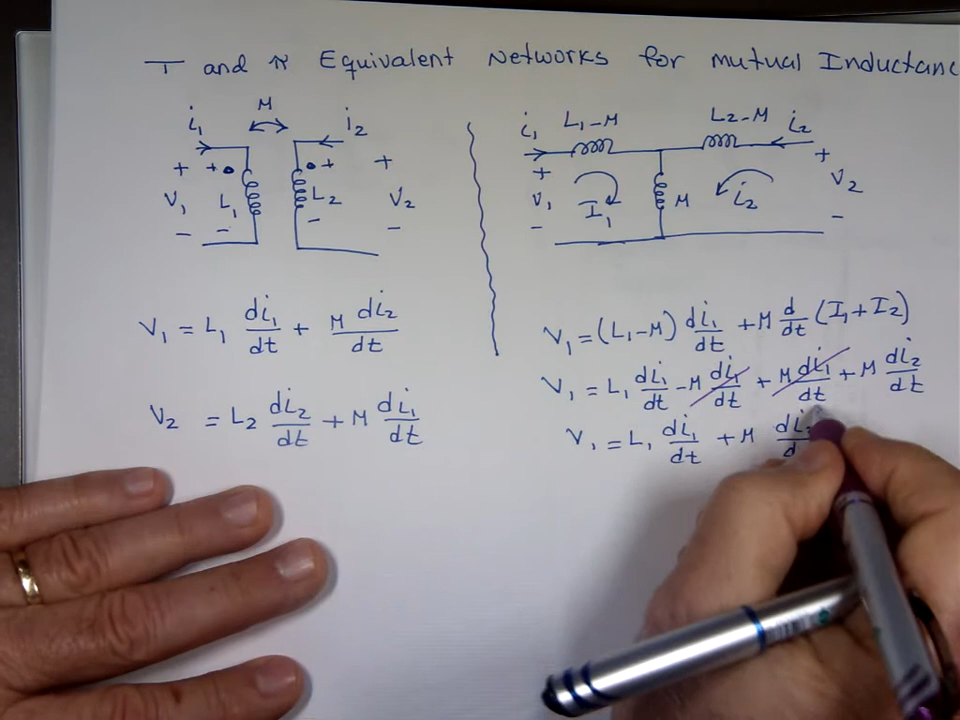 T and π Equivalent Networks for mutual Inductanc
M
i₁ i₂
+ +• •+ +
V₁ L₁ L₂ V₂
− − − −
V₁ = L₁ di₁/dt + M di₂/dt
V₂ = L₂ di₂/dt + M di₁/dt
i₁ L₁−M L₂−M i₂
+ +
V₁ I₁ M i₂ V₂
− −
V₁ = (L₁−M) di₁/dt + M d/dt (I₁+I₂)
V₁ = L₁ di₁/dt − M di₁/dt + M di₁/dt + M di₂/dt
V₁ = L₁ di₁/dt + M di₂/d